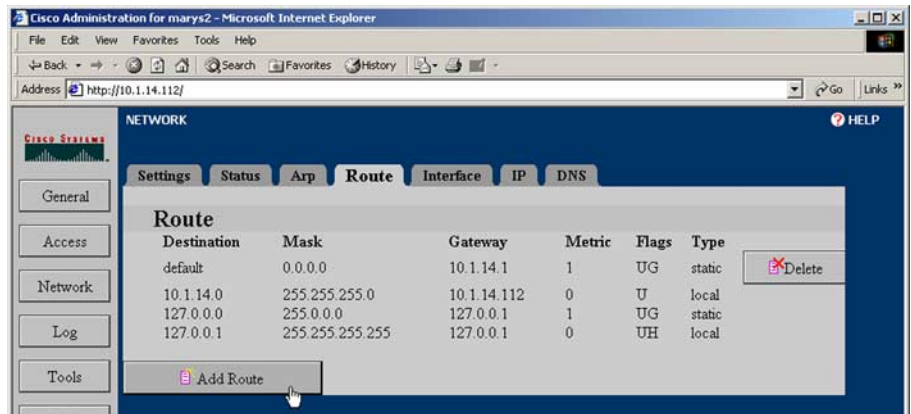 Cisco Administration for marys2 - Microsoft Internet Explorer
File Edit View Favorites Tools Help
Back Search Favorites History
Address http://10.1.14.112/ Go Links »
NETWORK ? HELP
CISCO SYSTEMS
Settings Status Arp Route Interface IP DNS
General
Route
Access
Destination Mask Gateway Metric Flags Type
default 0.0.0.0 10.1.14.1 1 UG static Delete
Network
10.1.14.0 255.255.255.0 10.1.14.112 0 U local
127.0.0.0 255.0.0.0 127.0.0.1 1 UG static
Log
127.0.0.1 255.255.255.255 127.0.0.1 0 UH local
Tools
Add Route